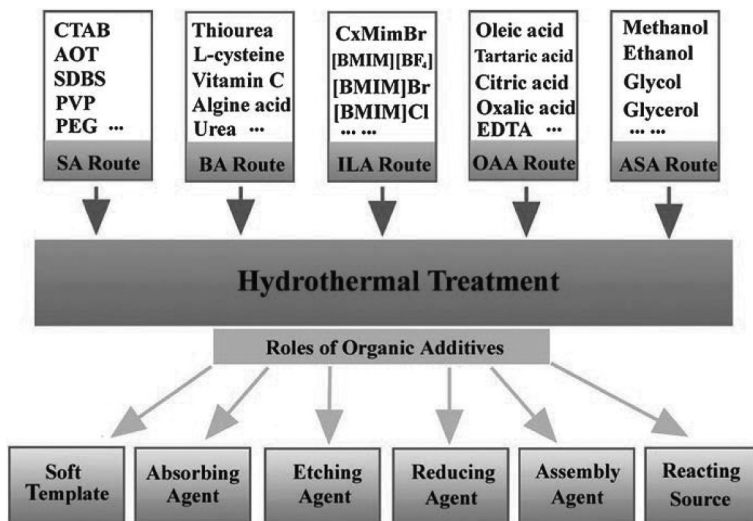 CTAB
AOT
SDBS
PVP
PEG ...
SA Route
Thiourea
L-cysteine
Vitamin C
Algine acid
Urea ...
BA Route
CxMimBr
[BMIM][BF₄]
[BMIM]Br
[BMIM]Cl
... ...
ILA Route
Oleic acid
Tartaric acid
Citric acid
Oxalic acid
EDTA ...
OAA Route
Methanol
Ethanol
Glycol
Glycerol
... ...
ASA Route
Hydrothermal Treatment
Roles of Organic Additives
Soft
Template
Absorbing
Agent
Etching
Agent
Reducing
Agent
Assembly
Agent
Reacting
Source